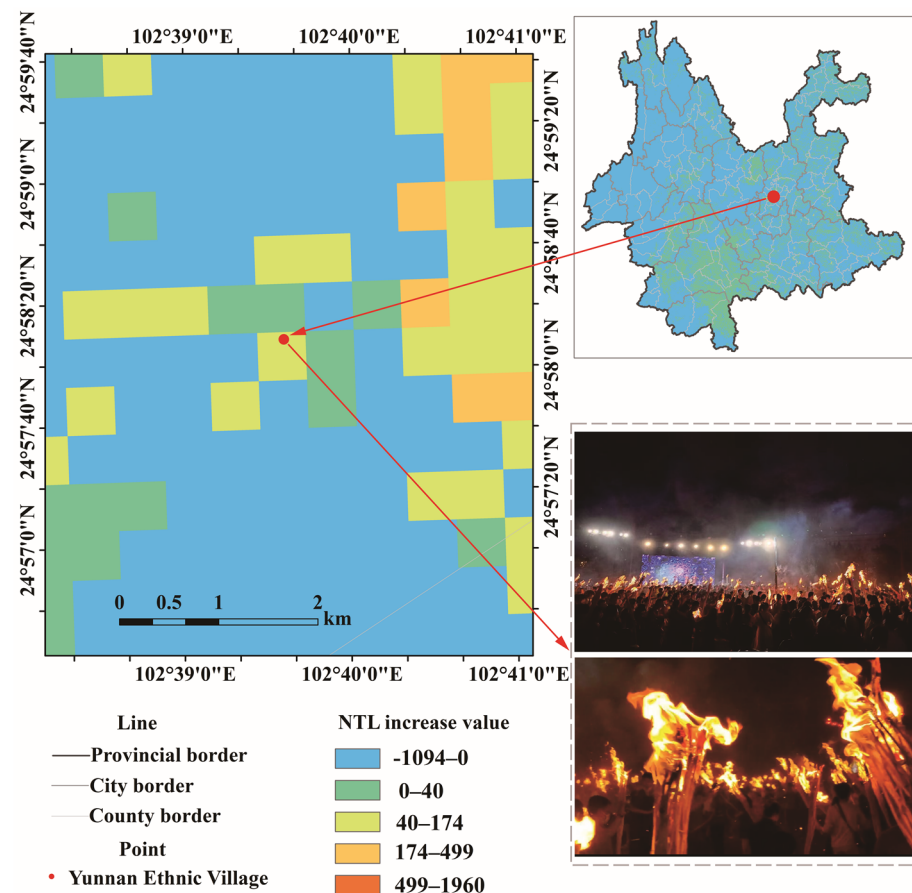 102°39'0"E 102°40'0"E 102°41'0"E
24°59'40"N
24°59'20"N
24°59'0"N
24°58'40"N
24°58'20"N
24°58'0"N
24°57'40"N
24°57'20"N
24°57'0"N
0 0.5 1 2
km
102°39'0"E 102°40'0"E 102°41'0"E
Line
Provincial border
City border
County border
Point
Yunnan Ethnic Village
NTL increase value
-1094–0
0–40
40–174
174–499
499–1960